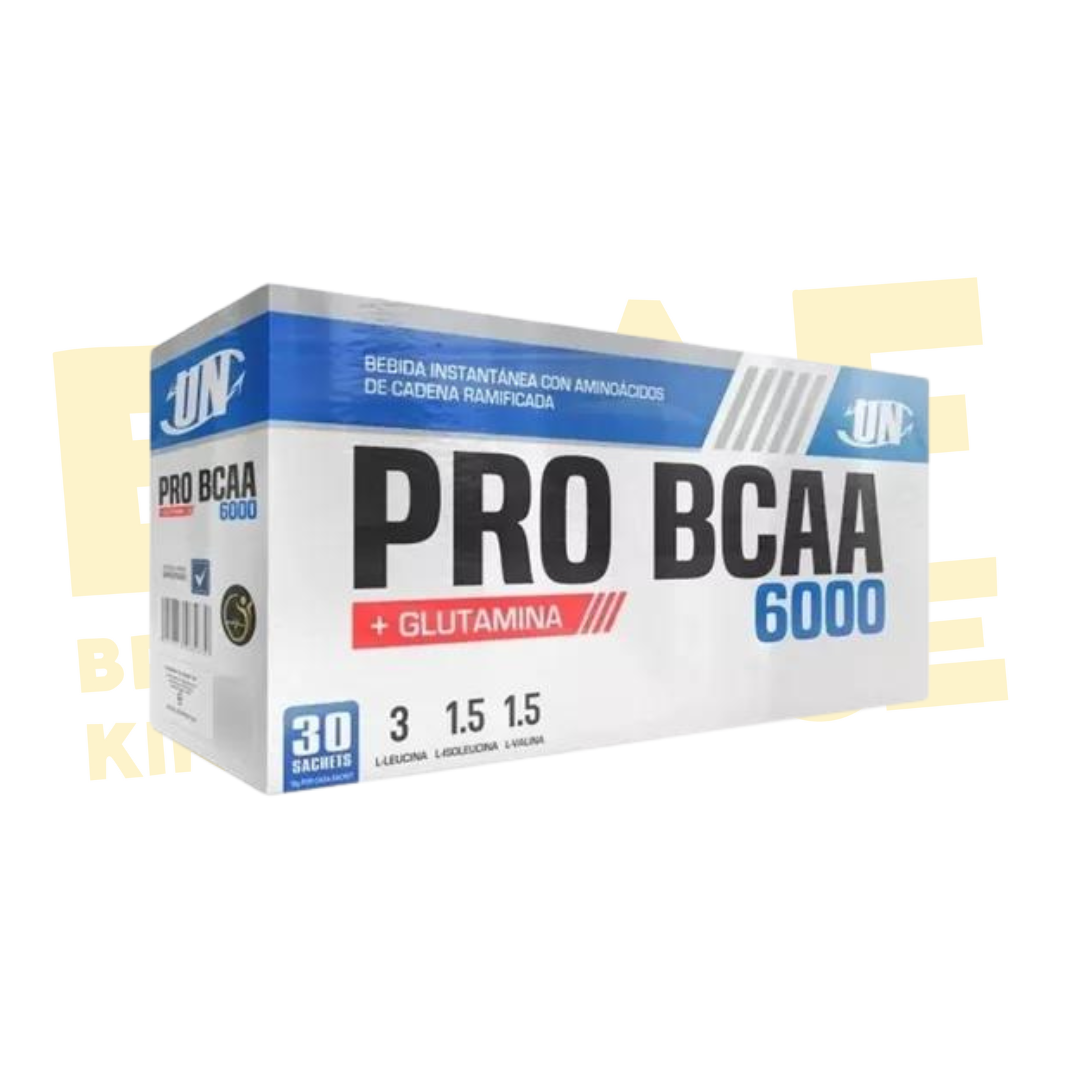 UN
PRO BCAA
6000
BEBIDA INSTANTÁNEA CON AMINOÁCIDOS
DE CADENA RAMIFICADA
UN
PRO BCAA
+ GLUTAMINA
6000
30
SACHETS
3 1.5 1.5
L-LEUCINA L-ISOLEUCINA L-VALINA